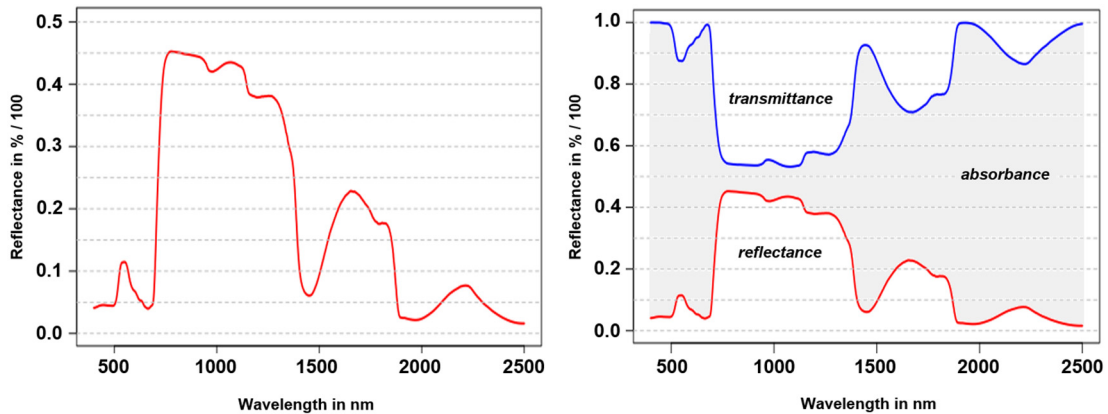 0.5
0.4
0.3
0.2
0.1
0.0
Reflectance in % / 100
500 1000 1500 2000 2500
Wavelength in nm
1.0
0.8
0.6
0.4
0.2
0.0
Reflectance in % / 100
transmittance
absorbance
reflectance
500 1000 1500 2000 2500
Wavelength in nm